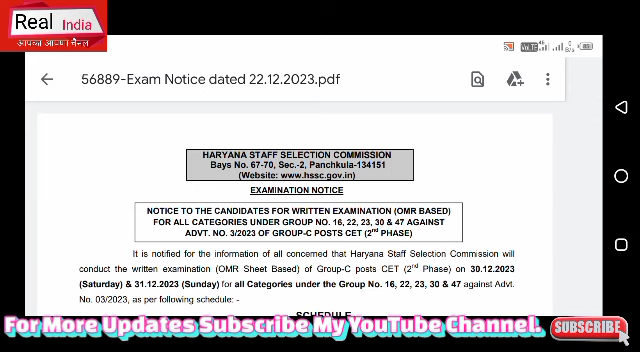 Real India
आपका आपणा चैनल
56889-Exam Notice dated 22.12.2023.pdf
HARYANA STAFF SELECTION COMMISSION
Bays No. 67-70, Sec.-2, Panchkula-134151
(Website: www.hssc.gov.in)
EXAMINATION NOTICE
NOTICE TO THE CANDIDATES FOR WRITTEN EXAMINATION (OMR BASED)
FOR ALL CATEGORIES UNDER GROUP NO. 16, 22, 23, 30 & 47 AGAINST
ADVT. NO. 3/2023 OF GROUP-C POSTS CET (2nd PHASE)
It is notified for the information of all concerned that Haryana Staff Selection Commission will
conduct the written examination (OMR Sheet Based) of Group-C posts CET (2nd Phase) on 30.12.2023
(Saturday) & 31.12.2023 (Sunday) for all Categories under the Group No. 16, 22, 23, 30 & 47 against Advt.
No. 03/2023, as per following schedule: -
SCHEDULE
For More Updates Subscribe My YouTube Channel.
SUBSCRIBE